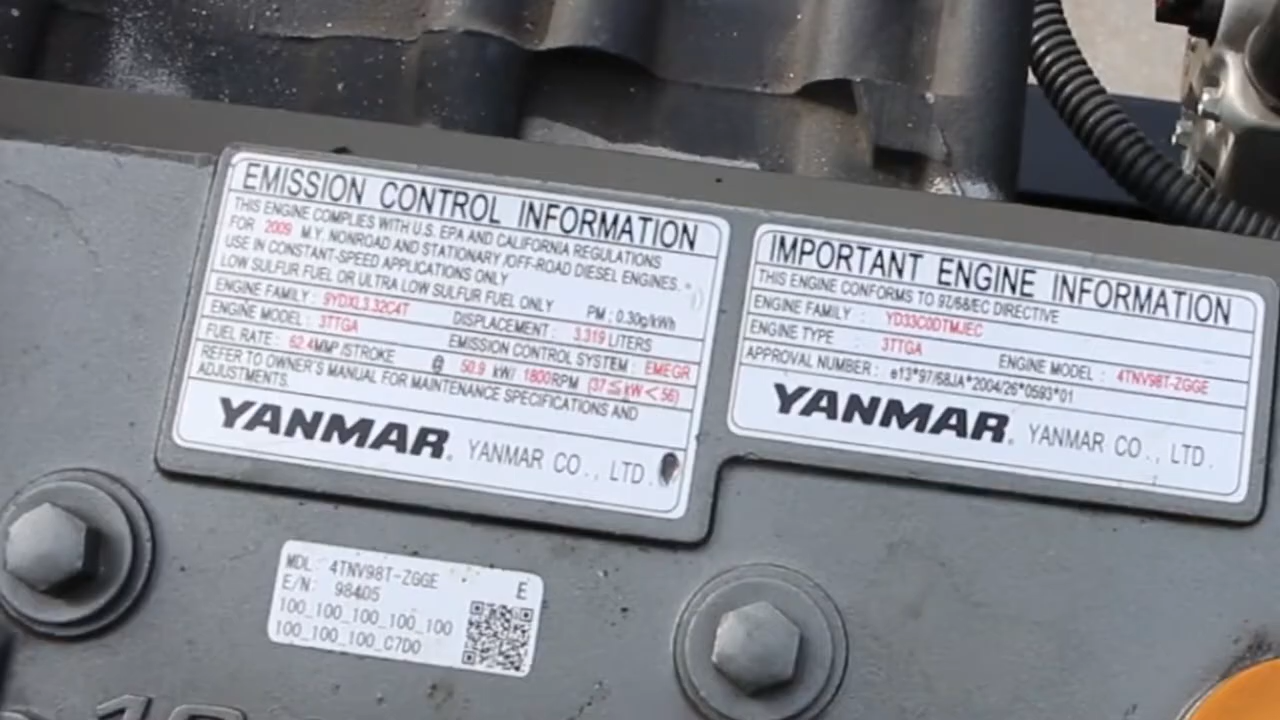 EMISSION CONTROL INFORMATION
THIS ENGINE COMPLIES WITH U.S. EPA AND CALIFORNIA REGULATIONS
FOR 2009 M.Y. NONROAD AND STATIONARY /OFF-ROAD DIESEL ENGINES.
USE IN CONSTANT-SPEED APPLICATIONS ONLY
LOW SULFUR FUEL OR ULTRA LOW SULFUR FUEL ONLY PM : 0.30g/kWh
ENGINE FAMILY : 9YDXL3.32C4T DISPLACEMENT : 3.319 LITERS
ENGINE MODEL : 3TTGA EMISSION CONTROL SYSTEM : EMEGR
FUEL RATE : 62.4MM³/STROKE @ 50.9 kW/ 1800RPM (37≦kW<56)
REFER TO OWNER'S MANUAL FOR MAINTENANCE SPECIFICATIONS AND
ADJUSTMENTS.
YANMAR. YANMAR CO., LTD.
IMPORTANT ENGINE INFORMATION
THIS ENGINE CONFORMS TO 97/68/EC DIRECTIVE
ENGINE FAMILY : YD33C0DTMJEC
ENGINE TYPE : 3TTGA ENGINE MODEL : 4TNV98T-ZGGE
APPROVAL NUMBER : e13*97/68JA*2004/26*0593*01
YANMAR. YANMAR CO., LTD.
MDL: 4TNV98T-ZGGE E
E/N: 98405
100_100_100_100_100
100_100_100_C7D0